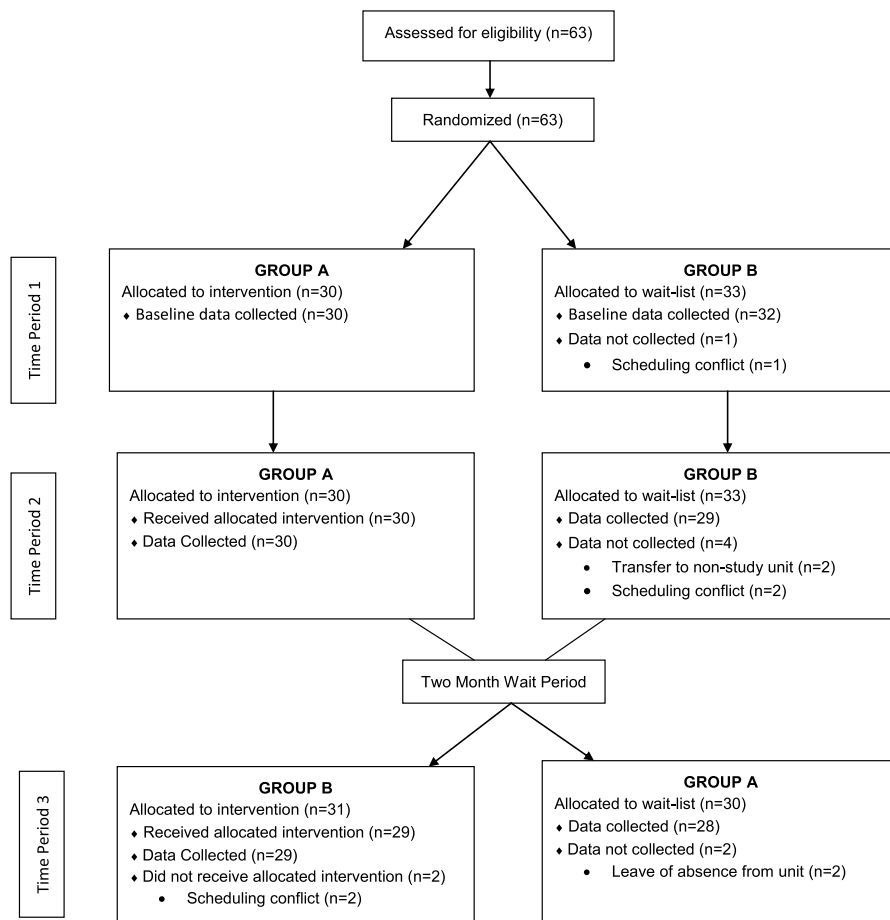 Assessed for eligibility (n=63)
Randomized (n=63)
Time Period 1
GROUP A
Allocated to intervention (n=30)
♦ Baseline data collected (n=30)
GROUP B
Allocated to wait-list (n=33)
♦ Baseline data collected (n=32)
♦ Data not collected (n=1)
● Scheduling conflict (n=1)
Time Period 2
GROUP A
Allocated to intervention (n=30)
♦ Received allocated intervention (n=30)
♦ Data Collected (n=30)
GROUP B
Allocated to wait-list (n=33)
♦ Data collected (n=29)
♦ Data not collected (n=4)
● Transfer to non-study unit (n=2)
● Scheduling conflict (n=2)
Two Month Wait Period
Time Period 3
GROUP B
Allocated to intervention (n=31)
♦ Received allocated intervention (n=29)
♦ Data Collected (n=29)
♦ Did not receive allocated intervention (n=2)
● Scheduling conflict (n=2)
GROUP A
Allocated to wait-list (n=30)
♦ Data collected (n=28)
♦ Data not collected (n=2)
● Leave of absence from unit (n=2)